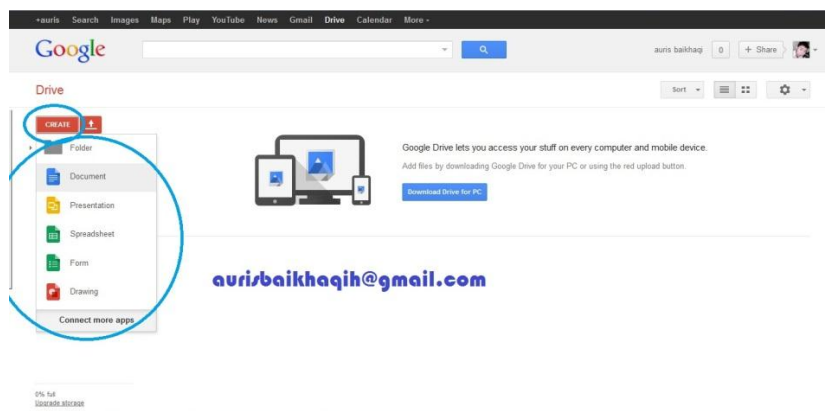 +auris Search Images Maps Play YouTube News Gmail Drive Calendar More
Google
auris baikhaqi 0 + Share
Drive
Sort
CREATE
Folder
Document
Presentation
Spreadsheet
Form
Drawing
Connect more apps
Google Drive lets you access your stuff on every computer and mobile device.
Add files by downloading Google Drive for your PC or using the red upload button.
Download Drive for PC
aurisbaikhaqih@gmail.com
0% full
Upgrade storage